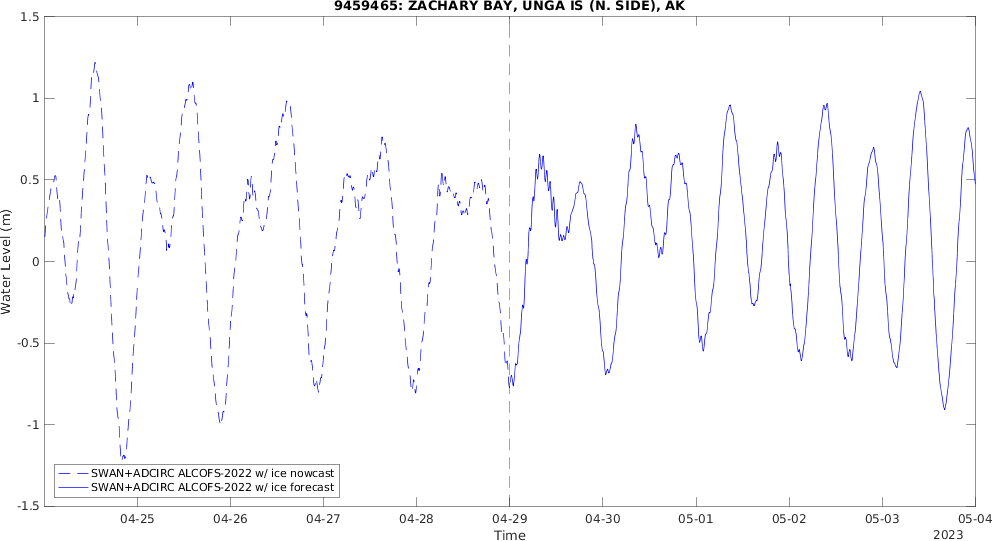 9459465: ZACHARY BAY, UNGA IS (N. SIDE), AK
1.5
1
0.5
0
-0.5
-1
-1.5
Water Level (m)
SWAN+ADCIRC ALCOFS-2022 w/ ice nowcast
SWAN+ADCIRC ALCOFS-2022 w/ ice forecast
04-25 04-26 04-27 04-28 04-29 04-30 05-01 05-02 05-03 05-04
Time
2023